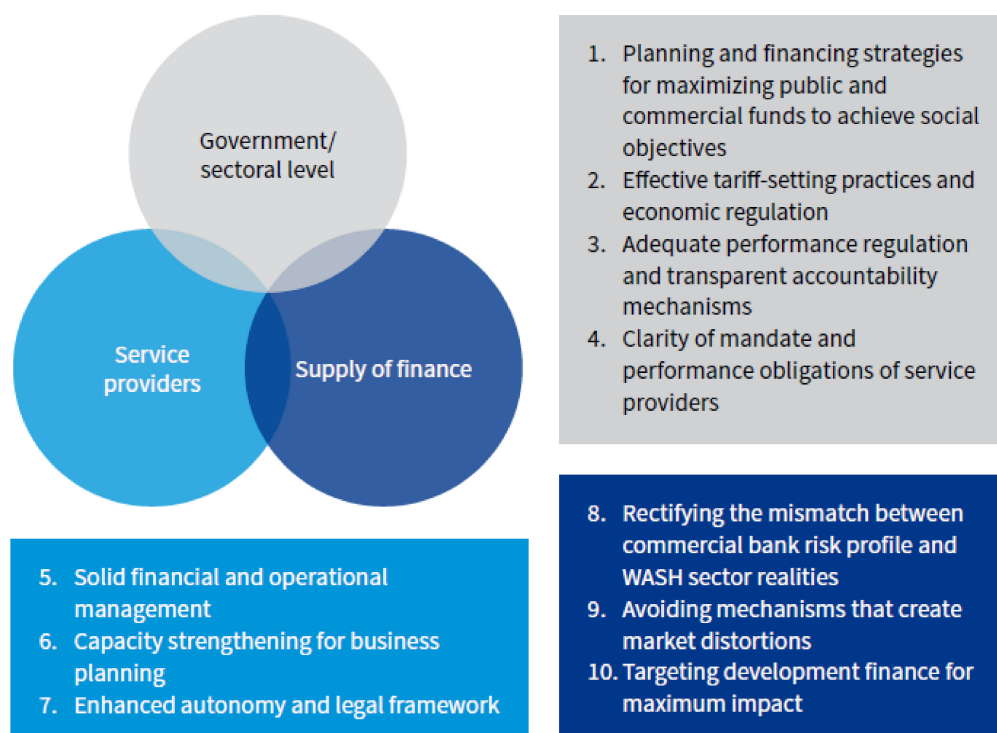 Government/
sectoral level
Service
providers
Supply of finance
1. Planning and financing strategies
for maximizing public and
commercial funds to achieve social
objectives
2. Effective tariff-setting practices and
economic regulation
3. Adequate performance regulation
and transparent accountability
mechanisms
4. Clarity of mandate and
performance obligations of service
providers
5. Solid financial and operational
management
6. Capacity strengthening for business
planning
7. Enhanced autonomy and legal framework
8. Rectifying the mismatch between
commercial bank risk profile and
WASH sector realities
9. Avoiding mechanisms that create
market distortions
10. Targeting development finance for
maximum impact